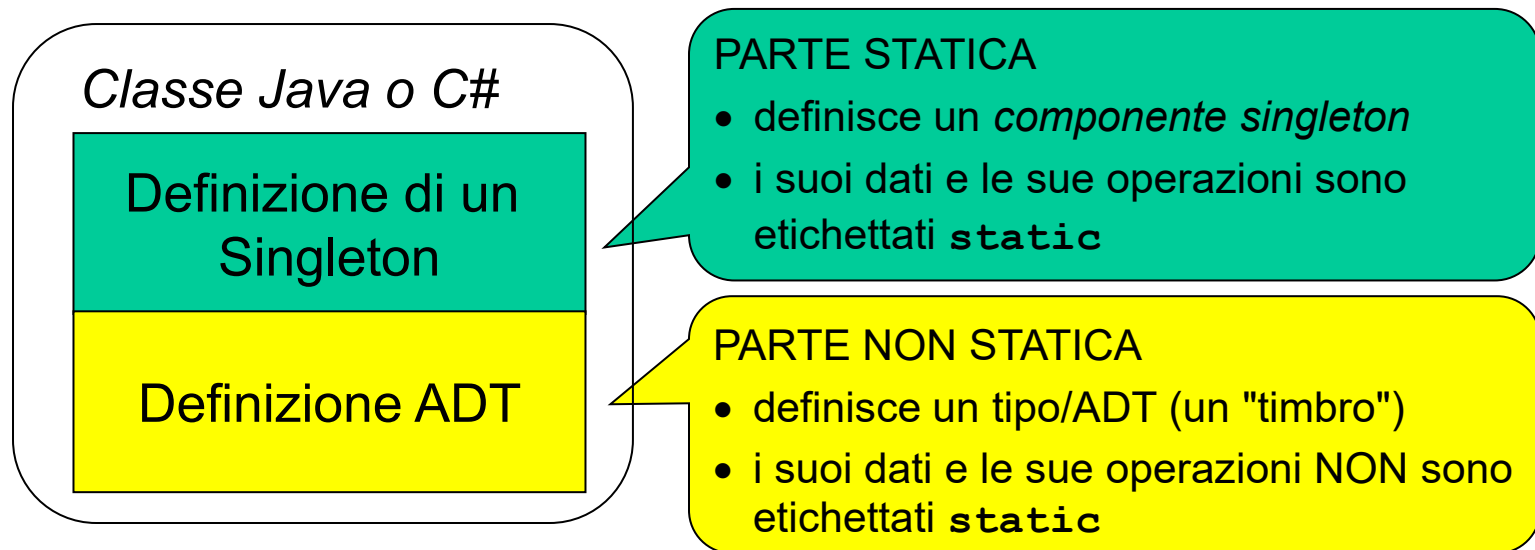 Classe Java o C#
Definizione di un
Singleton
Definizione ADT
PARTE STATICA
• definisce un componente singleton
• i suoi dati e le sue operazioni sono
etichettati static
PARTE NON STATICA
• definisce un tipo/ADT (un "timbro")
• i suoi dati e le sue operazioni NON sono
etichettati static